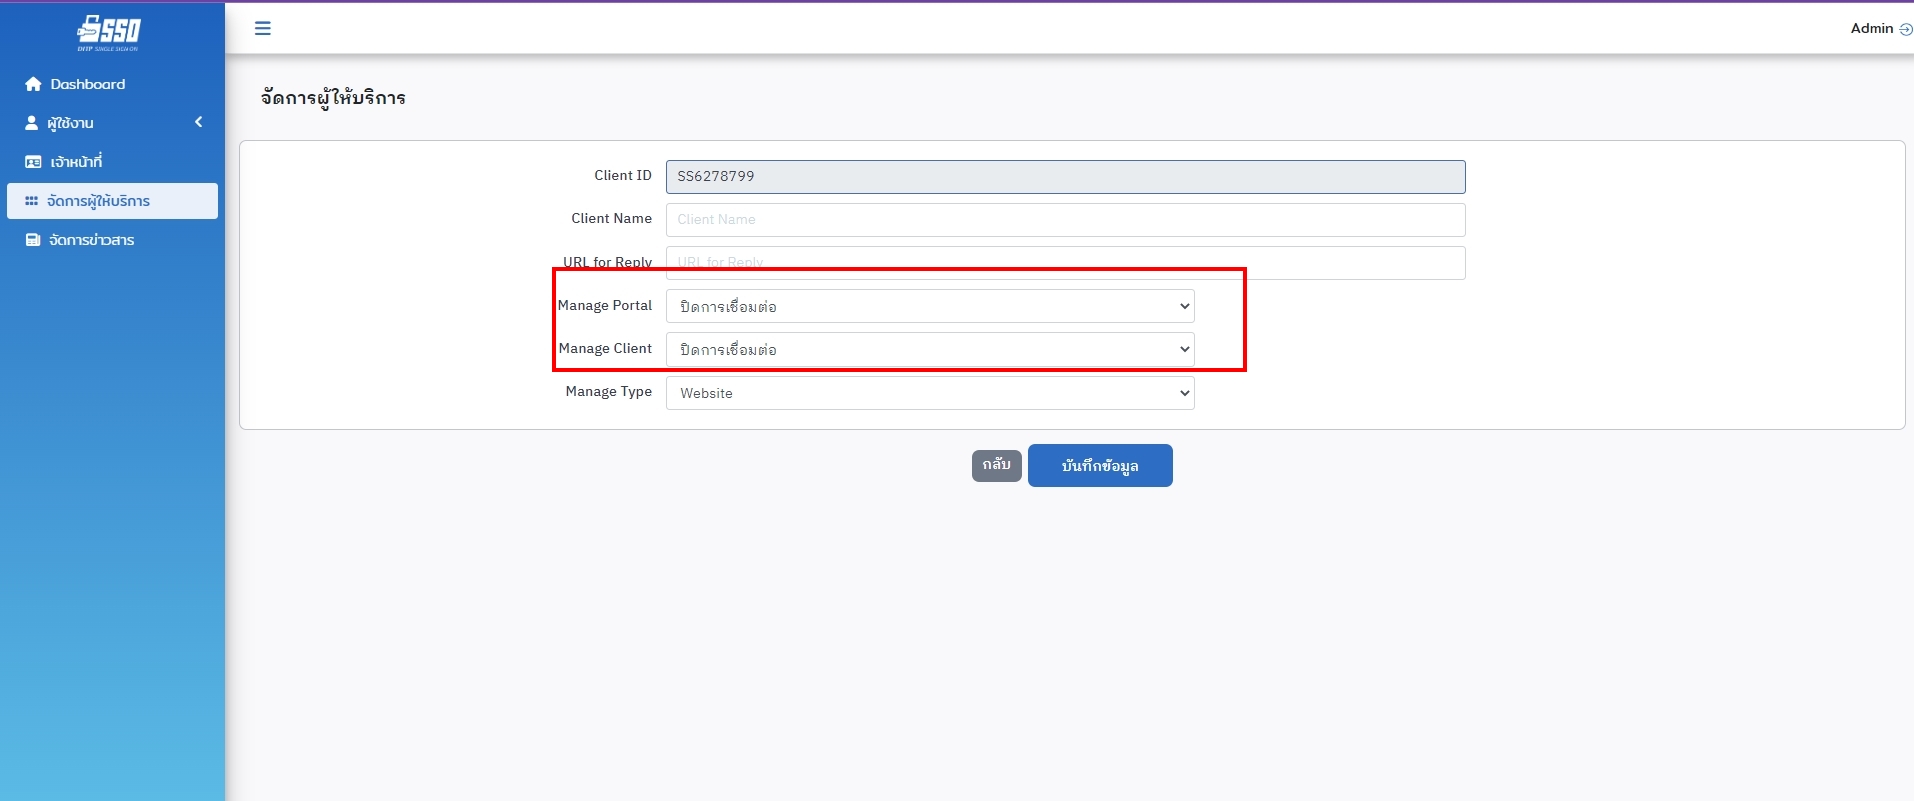 SSO
DITP SINGLE SIGN ON
Admin
Dashboard
ผู้ใช้งาน
เจ้าหน้าที่
จัดการผู้ให้บริการ
จัดการข่าวสาร
จัดการผู้ให้บริการ
Client ID SS6278799
Client Name Client Name
URL for Reply URL for Reply
Manage Portal ปิดการเชื่อมต่อ
Manage Client ปิดการเชื่อมต่อ
Manage Type Website
กลับ บันทึกข้อมูล